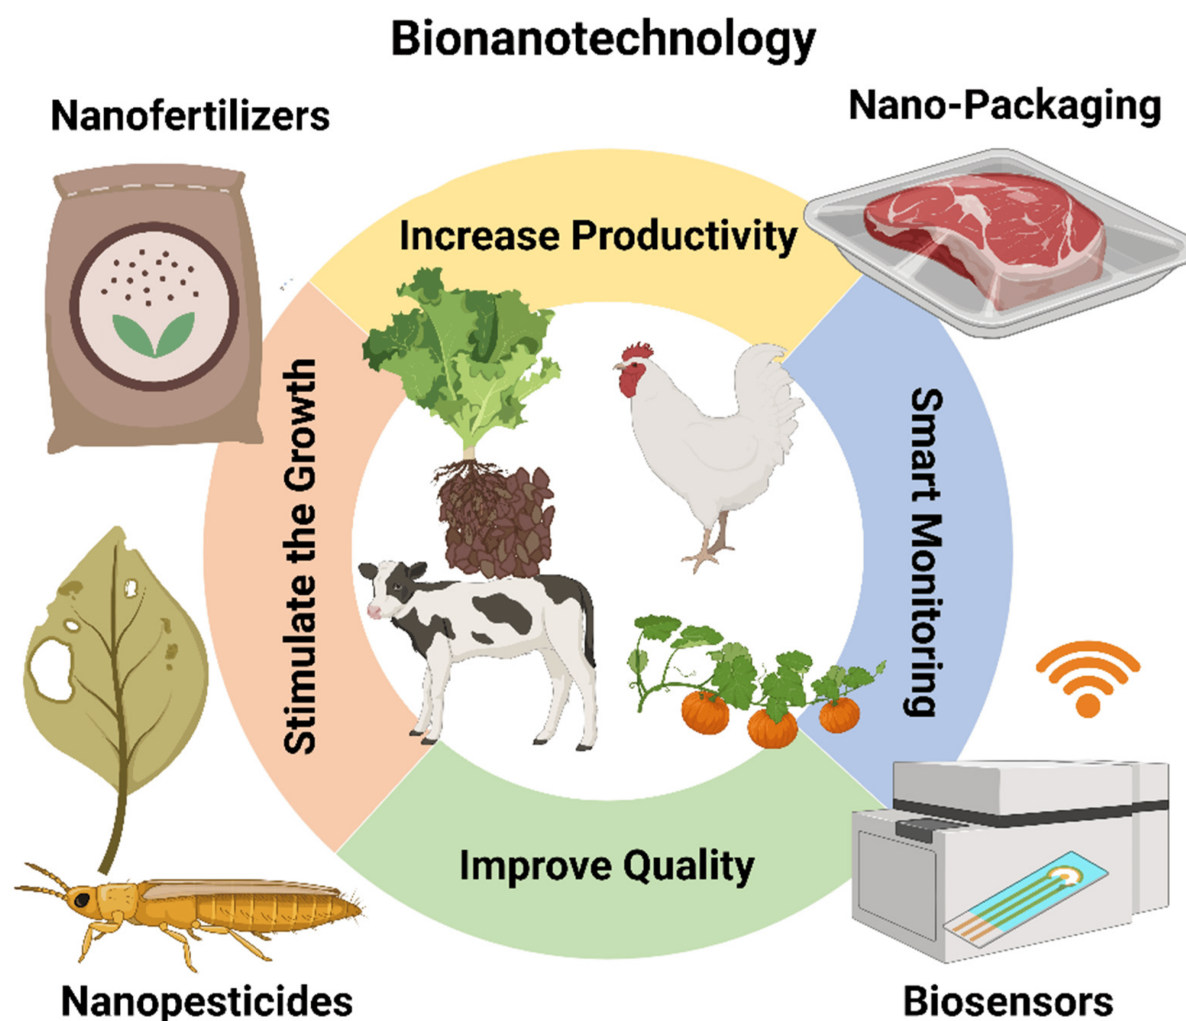 Bionanotechnology
Nanofertilizers
Nano-Packaging
Increase Productivity
Stimulate the Growth
Smart Monitoring
Improve Quality
Nanopesticides
Biosensors